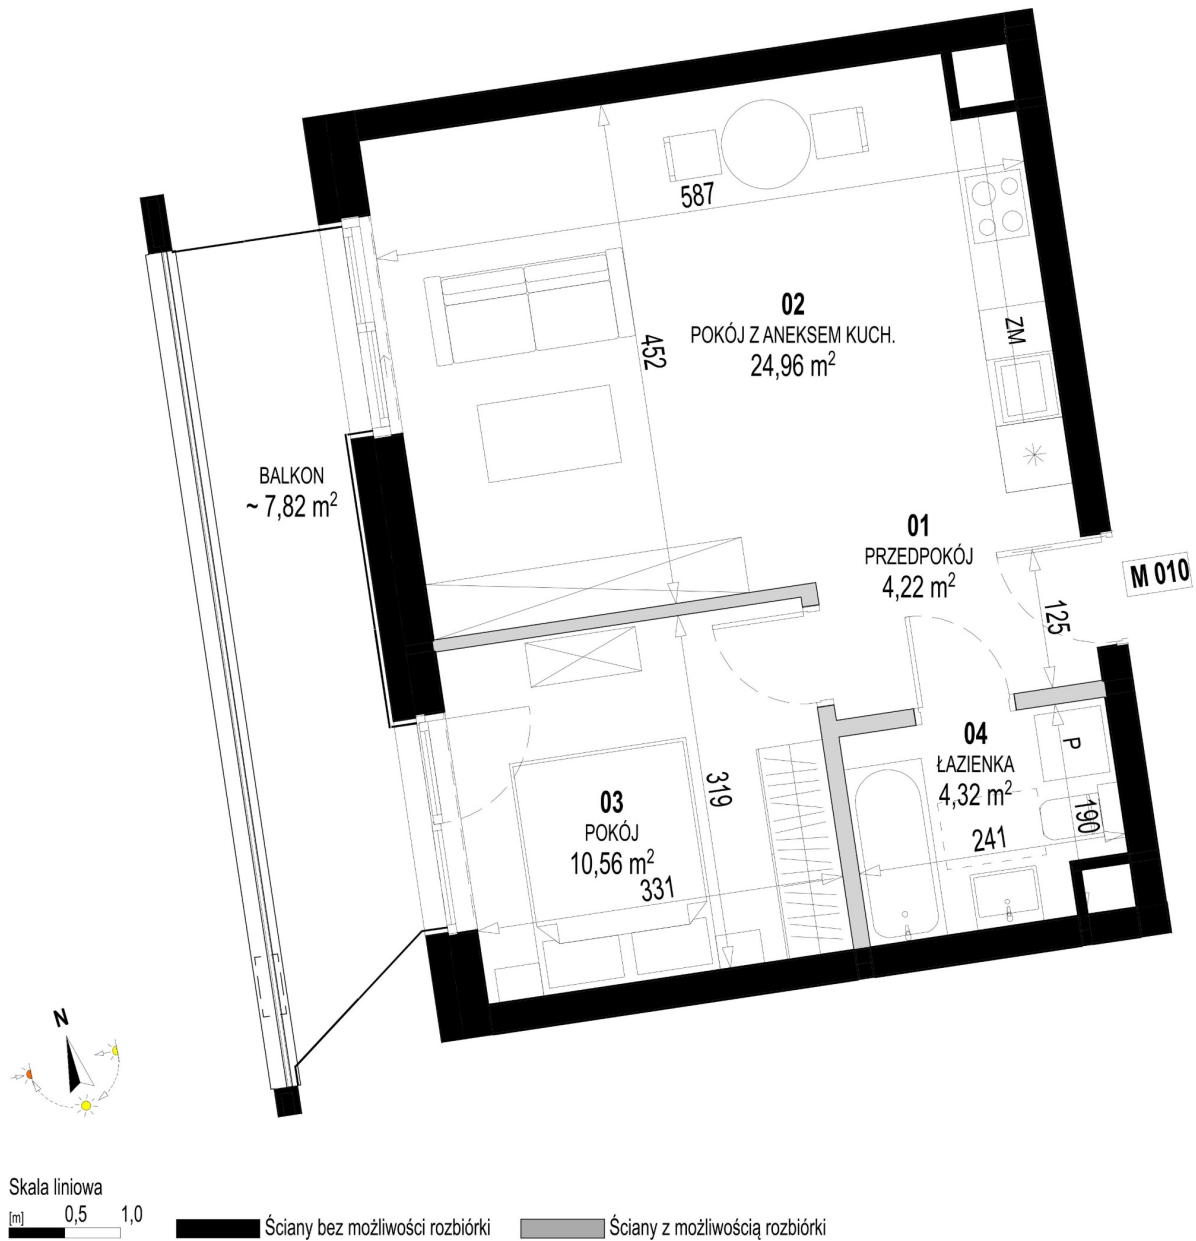 587
02
POKÓJ Z ANEKSEM KUCH.
24,96 m²
ZM
452
BALKON
~ 7,82 m²
01
PRZEDPOKÓJ
4,22 m²
M 010
125
04
ŁAZIENKA
4,32 m²
P
190
241
319
03
POKÓJ
10,56 m²
331
N
Skala liniowa
[m] 0,5 1,0
Ściany bez możliwości rozbiórki
Ściany z możliwością rozbiórki